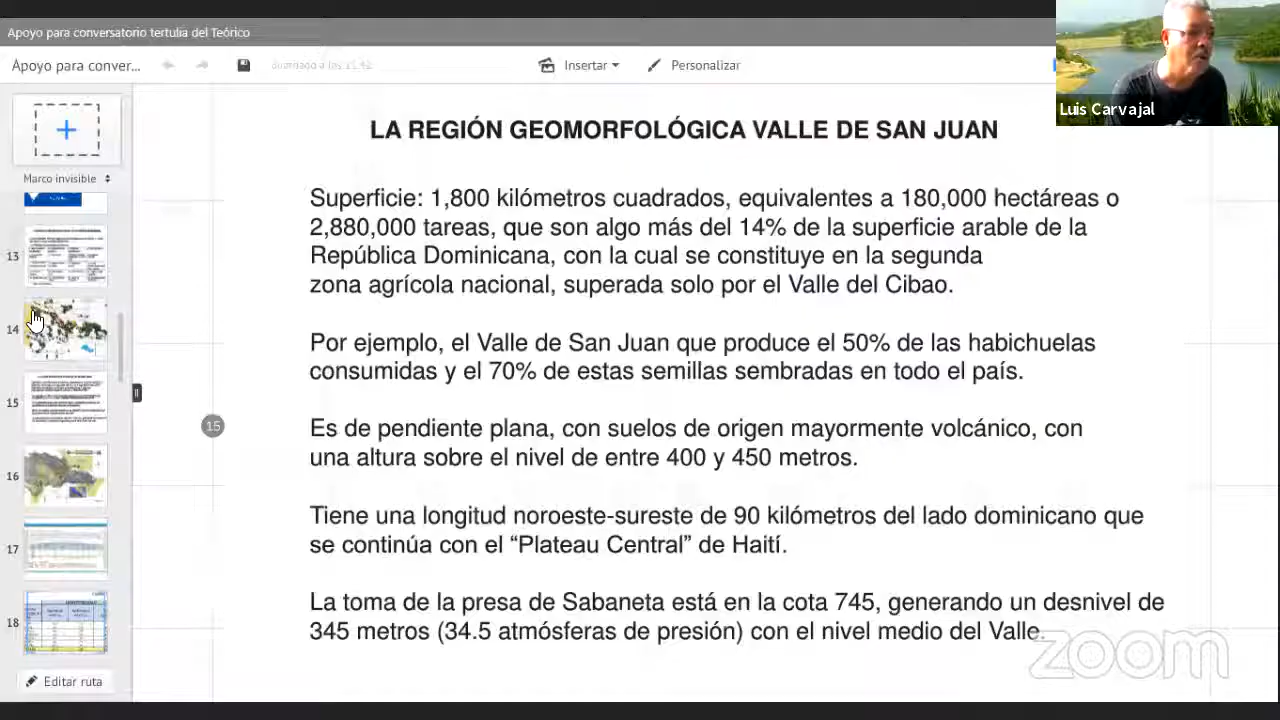 Apoyo para conversatorio tertulia del Teórico
Apoyo para conver...
Insertar
Personalizar
Luis Carvajal
Marco invisible
13
14
15
16
17
18
Editar ruta
15
LA REGIÓN GEOMORFOLÓGICA VALLE DE SAN JUAN
Superficie: 1,800 kilómetros cuadrados, equivalentes a 180,000 hectáreas o
2,880,000 tareas, que son algo más del 14% de la superficie arable de la
República Dominicana, con la cual se constituye en la segunda
zona agrícola nacional, superada solo por el Valle del Cibao.
Por ejemplo, el Valle de San Juan que produce el 50% de las habichuelas
consumidas y el 70% de estas semillas sembradas en todo el país.
Es de pendiente plana, con suelos de origen mayormente volcánico, con
una altura sobre el nivel de entre 400 y 450 metros.
Tiene una longitud noroeste-sureste de 90 kilómetros del lado dominicano que
se continúa con el “Plateau Central” de Haití.
La toma de la presa de Sabaneta está en la cota 745, generando un desnivel de
345 metros (34.5 atmósferas de presión) con el nivel medio del Valle.
zoom